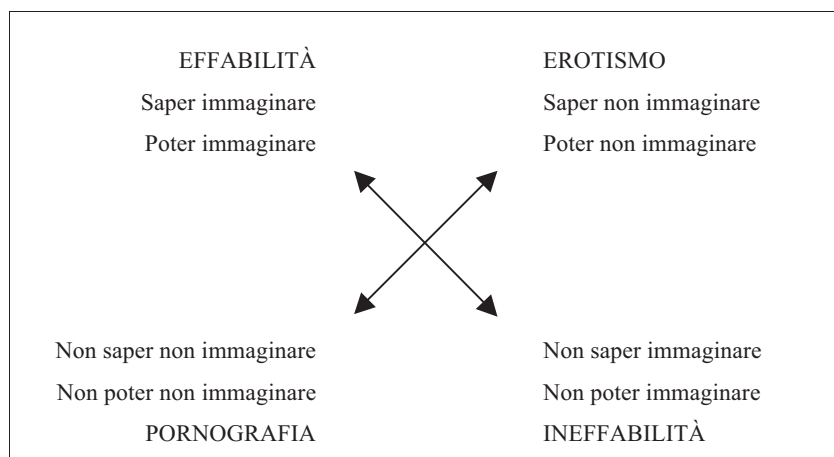 EFFABILITÀ
Saper immaginare
Poter immaginare
EROTISMO
Saper non immaginare
Poter non immaginare
Non saper non immaginare
Non poter non immaginare
PORNOGRAFIA
Non saper immaginare
Non poter immaginare
INEFFABILITÀ